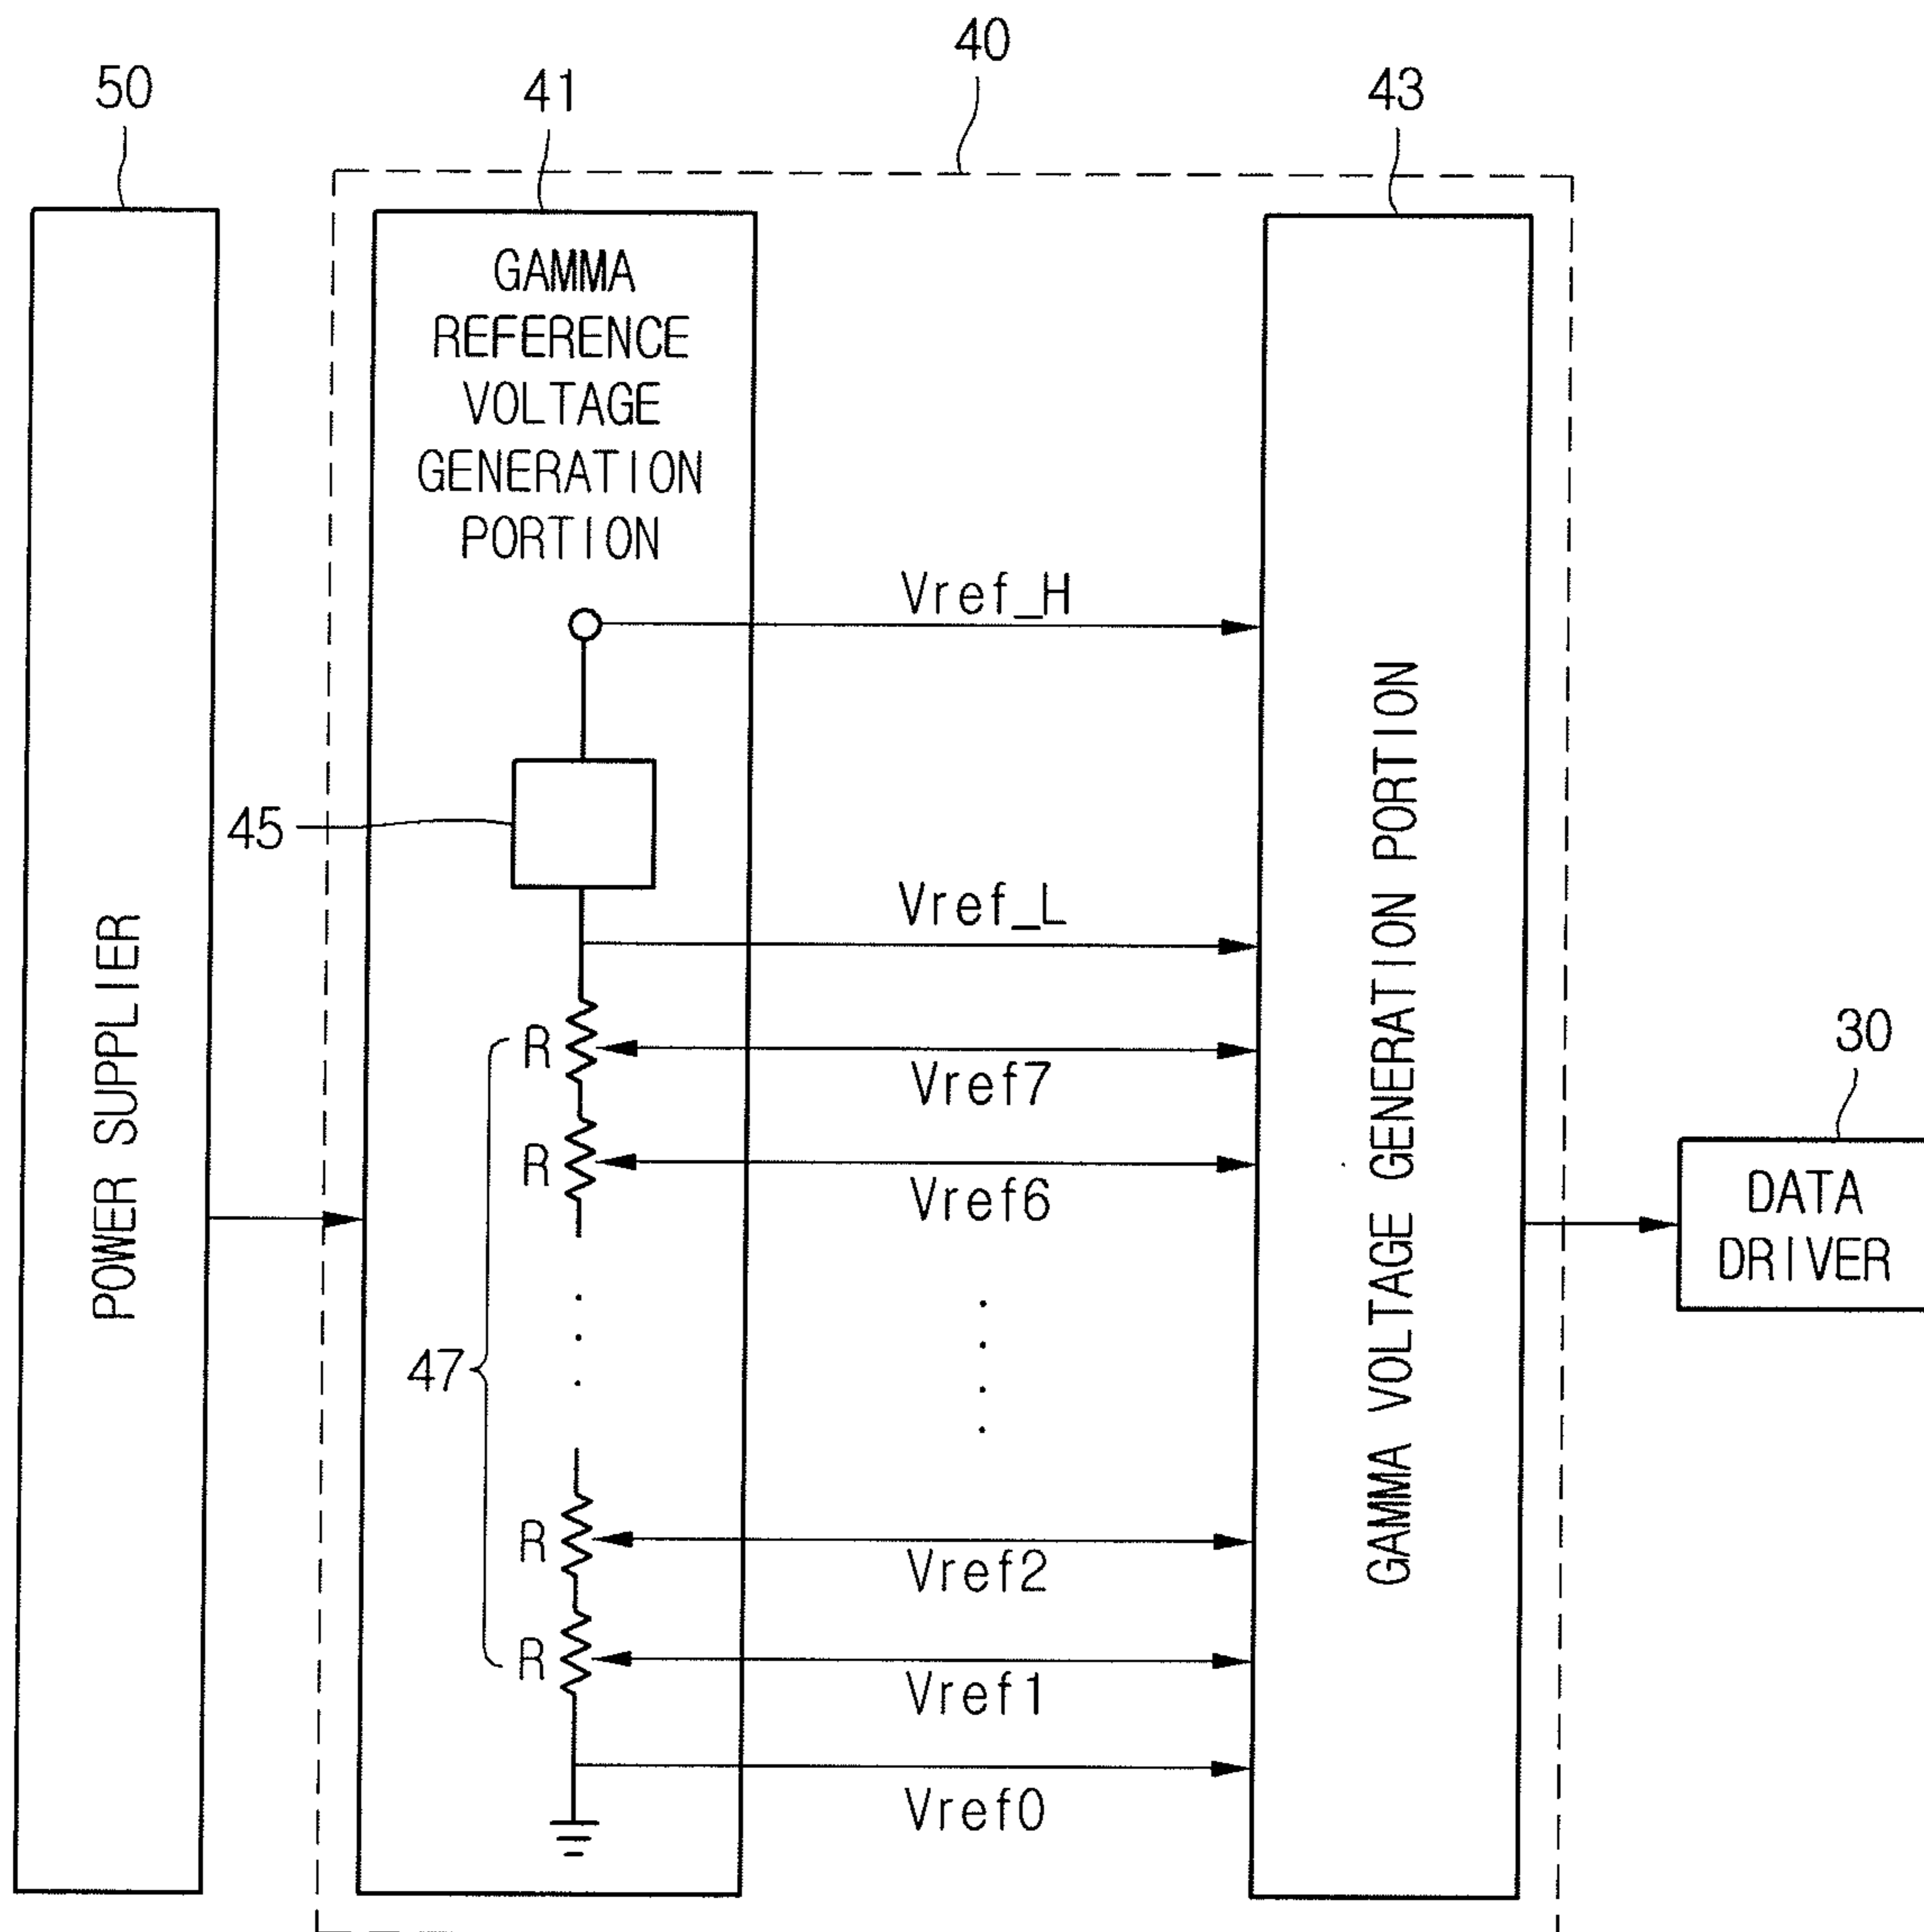 40
50
41
43
GAMMA
REFERENCE
VOLTAGE
GENERATION
PORTION
Vref_H
45
Vref_L
R
Vref7
R
Vref6
47
R
Vref2
R
Vref1
Vref0
POWER SUPPLIER
GAMMA VOLTAGE GENERATION PORTION
30
DATA
DRIVER